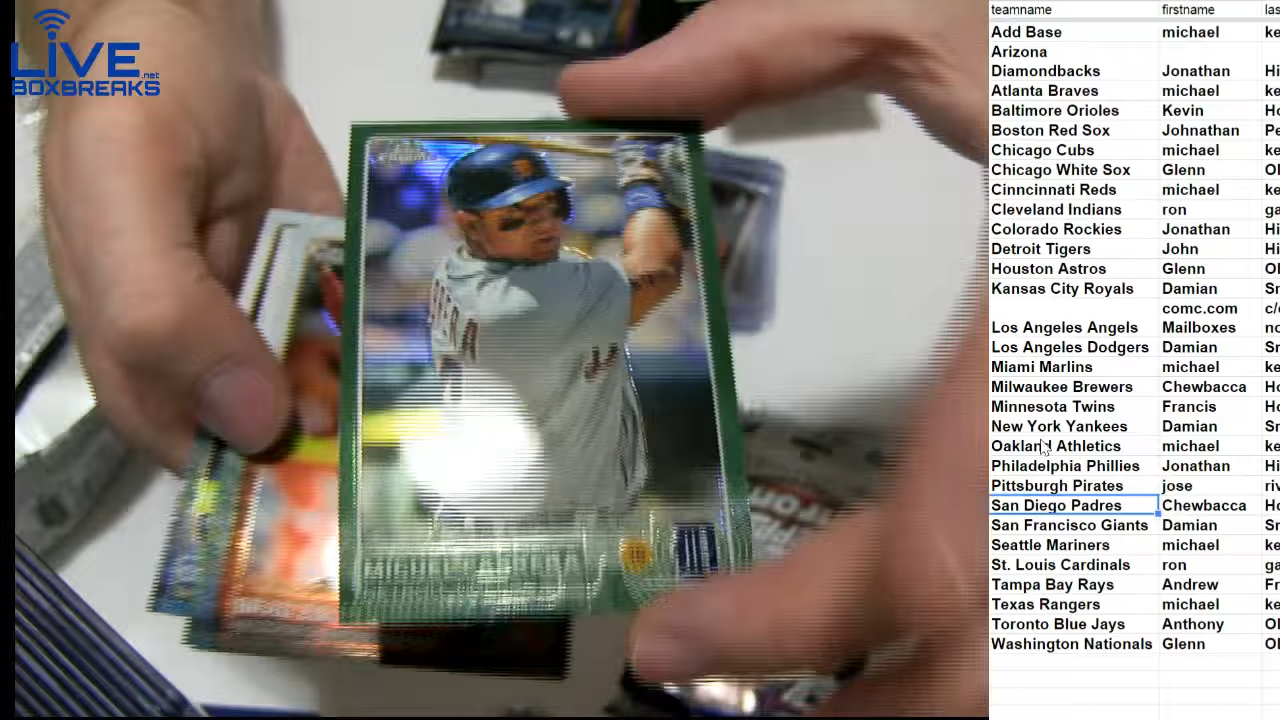 LIVE
.net
BOXBREAKS
teamname firstname las
Add Base michael ke
Arizona
Diamondbacks Jonathan Hi
Atlanta Braves michael ke
Baltimore Orioles Kevin Ho
Boston Red Sox Johnathan Po
Chicago Cubs michael ke
Chicago White Sox Glenn Ol
Cinncinnati Reds michael ke
Cleveland Indians ron ga
Colorado Rockies Jonathan Hi
Detroit Tigers John Hi
Houston Astros Glenn Ol
Kansas City Royals Damian Sr
comc.com c/o
Los Angeles Angels Mailboxes no
Los Angeles Dodgers Damian Sr
Miami Marlins michael ke
Milwaukee Brewers Chewbacca Ho
Minnesota Twins Francis Ho
New York Yankees Damian Sr
Oakland Athletics michael ke
Philadelphia Phillies Jonathan Hi
Pittsburgh Pirates jose riv
San Diego Padres Chewbacca Ho
San Francisco Giants Damian Sr
Seattle Mariners michael ke
St. Louis Cardinals ron ga
Tampa Bay Rays Andrew Fr
Texas Rangers michael ke
Toronto Blue Jays Anthony Ol
Washington Nationals Glenn Ol
MIGUEL CABRERA